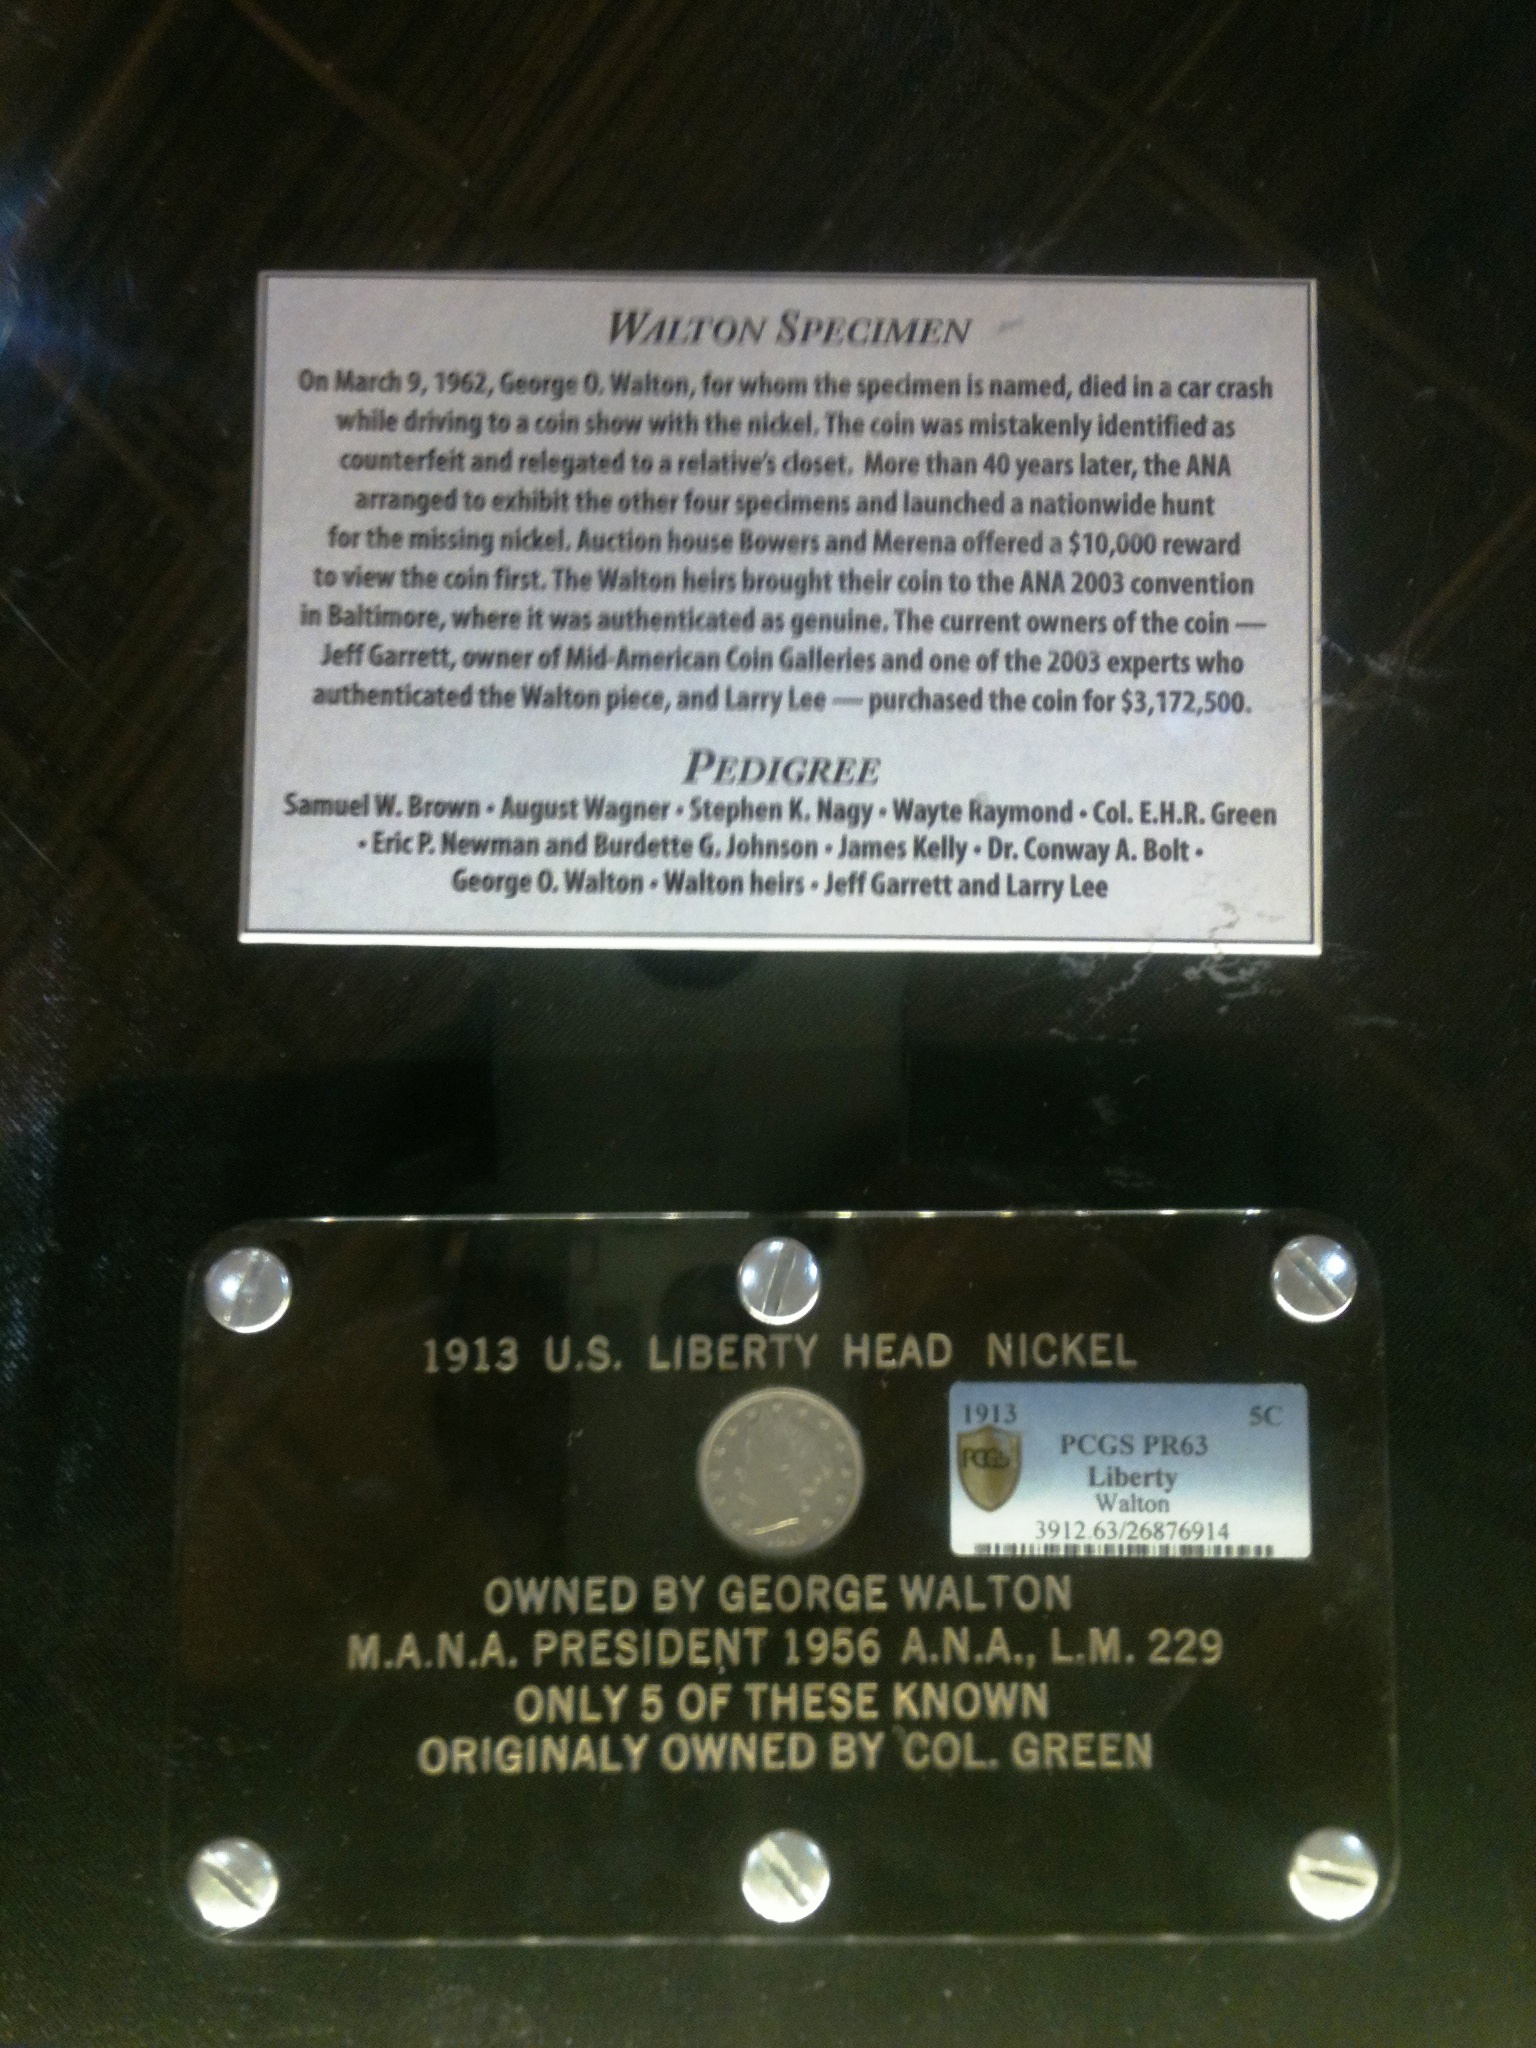 WALTON SPECIMEN
On March 9, 1962, George O. Walton, for whom the specimen is named, died in a car crash
while driving to a coin show with the nickel. The coin was mistakenly identified as
counterfeit and relegated to a relative's closet. More than 40 years later, the ANA
arranged to exhibit the other four specimens and launched a nationwide hunt
for the missing nickel. Auction house Bowers and Merena offered a $10,000 reward
to view the coin first. The Walton heirs brought their coin to the ANA 2003 convention
in Baltimore, where it was authenticated as genuine. The current owners of the coin —
Jeff Garrett, owner of Mid-American Coin Galleries and one of the 2003 experts who
authenticated the Walton piece, and Larry Lee — purchased the coin for $3,172,500.
PEDIGREE
Samuel W. Brown • August Wagner • Stephen K. Nagy • Wayte Raymond • Col. E.H.R. Green
• Eric P. Newman and Burdette G. Johnson • James Kelly • Dr. Conway A. Bolt •
George O. Walton • Walton heirs • Jeff Garrett and Larry Lee
1913 U.S. LIBERTY HEAD NICKEL
1913 5C
PCGS PR63
PCGS
Liberty
Walton
3912.63/26876914
OWNED BY GEORGE WALTON
M.A.N.A. PRESIDENT 1956 A.N.A., L.M. 229
ONLY 5 OF THESE KNOWN
ORIGINALY OWNED BY COL. GREEN